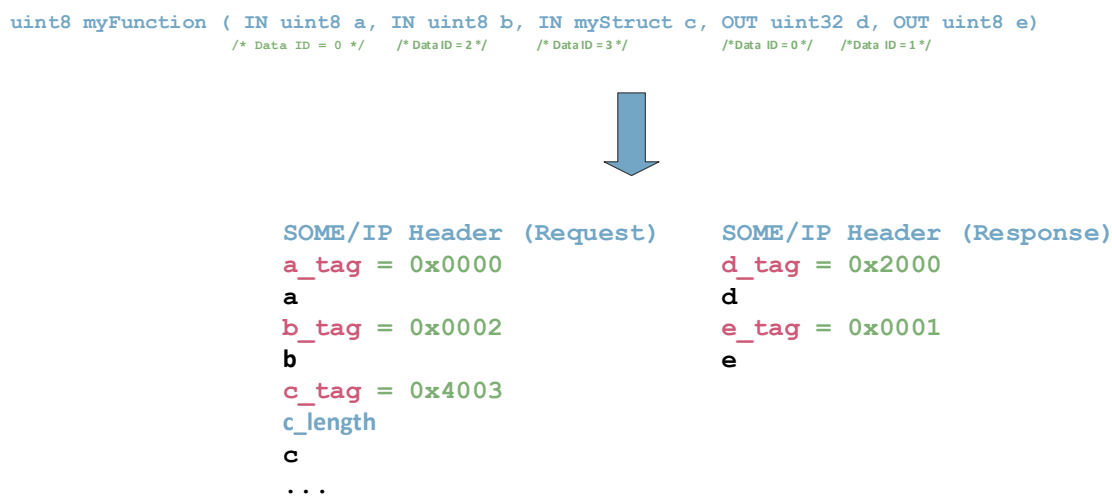 uint8 myFunction ( IN uint8 a, IN uint8 b, IN myStruct c, OUT uint32 d, OUT uint8 e)
/* Data ID = 0 */ /* Data ID = 2 */ /* Data ID = 3 */ /*Data ID = 0 */ /*Data ID = 1 */
SOME/IP Header (Request)
a_tag = 0x0000
a
b_tag = 0x0002
b
c_tag = 0x4003
c_length
c
...
SOME/IP Header (Response)
d_tag = 0x2000
d
e_tag = 0x0001
e